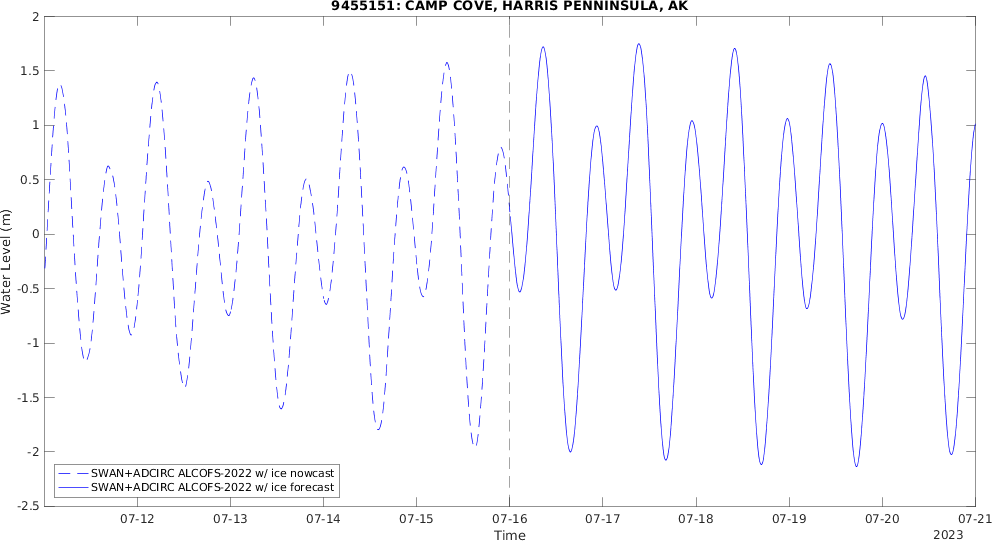 9455151: CAMP COVE, HARRIS PENNINSULA, AK
2
1.5
1
0.5
0
-0.5
-1
-1.5
-2
-2.5
Water Level (m)
SWAN+ADCIRC ALCOFS-2022 w/ ice nowcast
SWAN+ADCIRC ALCOFS-2022 w/ ice forecast
07-12 07-13 07-14 07-15 07-16 07-17 07-18 07-19 07-20 07-21
Time
2023